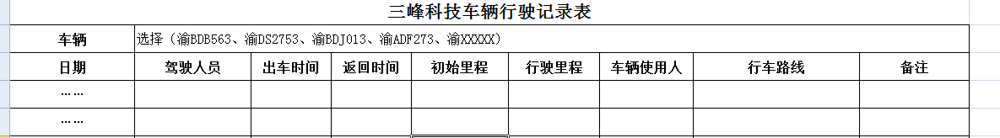 三峰科技车辆行驶记录表
车辆 选择（渝BDB563、渝DS2753、渝BDJ013、渝ADF273、渝XXXXX）
日期 驾驶人员 出车时间 返回时间 初始里程 行驶里程 车辆使用人 行车路线 备注
……
……